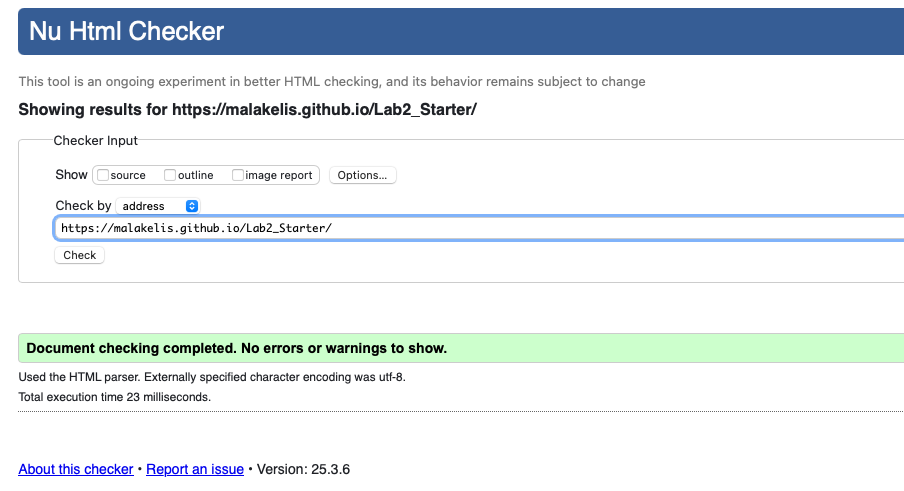 Nu Html Checker
This tool is an ongoing experiment in better HTML checking, and its behavior remains subject to change
Showing results for https://malakelis.github.io/Lab2_Starter/
Checker Input
Show source outline image report Options...
Check by address
https://malakelis.github.io/Lab2_Starter/
Check
Document checking completed. No errors or warnings to show.
Used the HTML parser. Externally specified character encoding was utf-8.
Total execution time 23 milliseconds.
About this checker • Report an issue • Version: 25.3.6